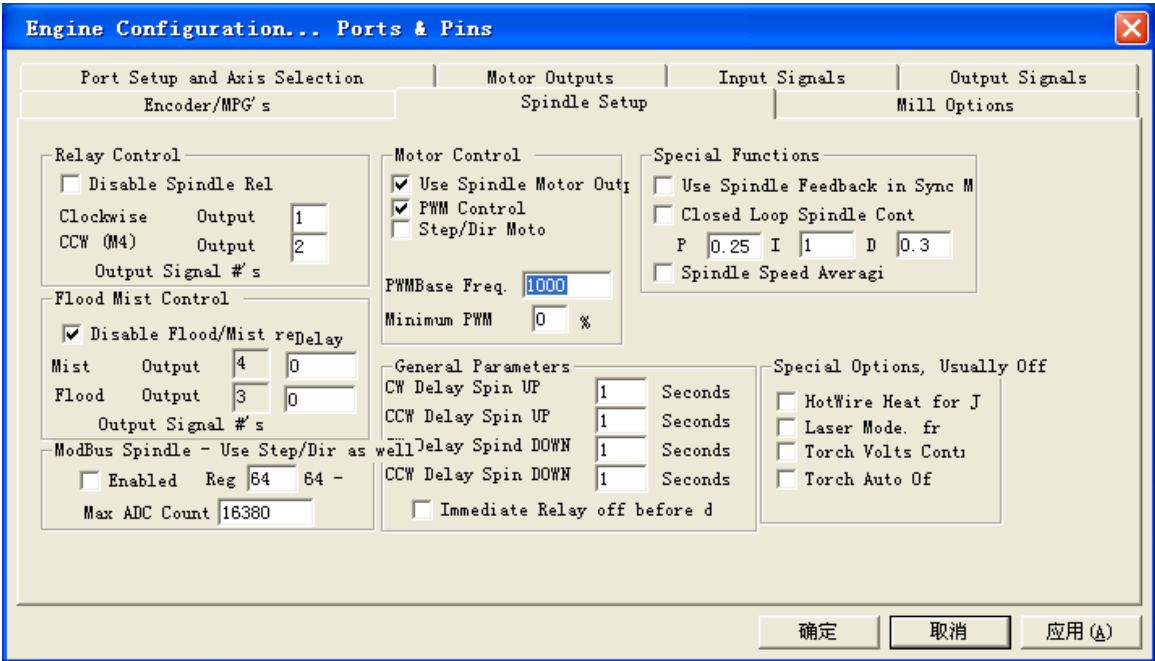 Engine Configuration... Ports & Pins
Port Setup and Axis Selection
Motor Outputs
Input Signals
Output Signals
Encoder/MPG's
Spindle Setup
Mill Options
Relay Control
Disable Spindle Rel
Clockwise Output 1
CCW (M4) Output 2
Output Signal #'s
Flood Mist Control
Disable Flood/Mist re
Delay
Mist Output 4 0
Flood Output 3 0
Output Signal #'s
ModBus Spindle - Use Step/Dir as well
Enabled Reg 64 64 -
Max ADC Count 16380
Motor Control
Use Spindle Motor Outp
PWM Control
Step/Dir Moto
PWMBase Freq. 1000
Minimum PWM 0 %
General Parameters
CW Delay Spin UP 1 Seconds
CCW Delay Spin UP 1 Seconds
Delay Spind DOWN 1 Seconds
CCW Delay Spin DOWN 1 Seconds
Immediate Relay off before d
Special Functions
Use Spindle Feedback in Sync M
Closed Loop Spindle Cont
P 0.25 I 1 D 0.3
Spindle Speed Averagi
Special Options, Usually Off
HotWire Heat for J
Laser Mode. fr
Torch Volts Cont
Torch Auto Of
确定
取消
应用(A)